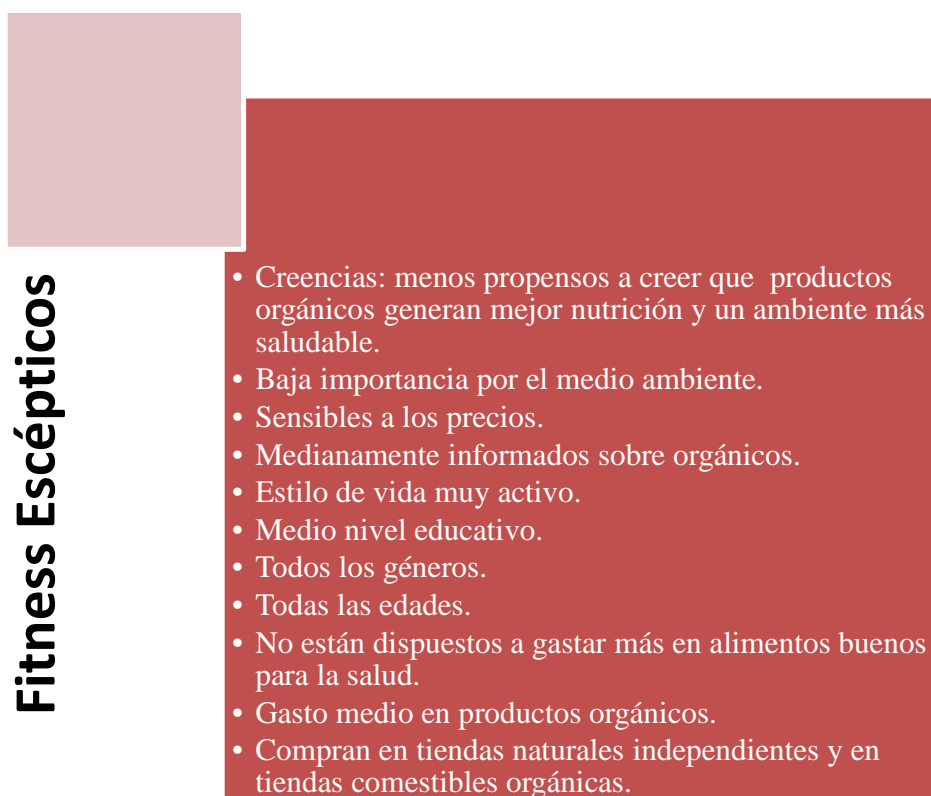 Fitness Escépticos
• Creencias: menos propensos a creer que productos
orgánicos generan mejor nutrición y un ambiente más
saludable.
• Baja importancia por el medio ambiente.
• Sensibles a los precios.
• Medianamente informados sobre orgánicos.
• Estilo de vida muy activo.
• Medio nivel educativo.
• Todos los géneros.
• Todas las edades.
• No están dispuestos a gastar más en alimentos buenos
para la salud.
• Gasto medio en productos orgánicos.
• Compran en tiendas naturales independientes y en
tiendas comestibles orgánicas.